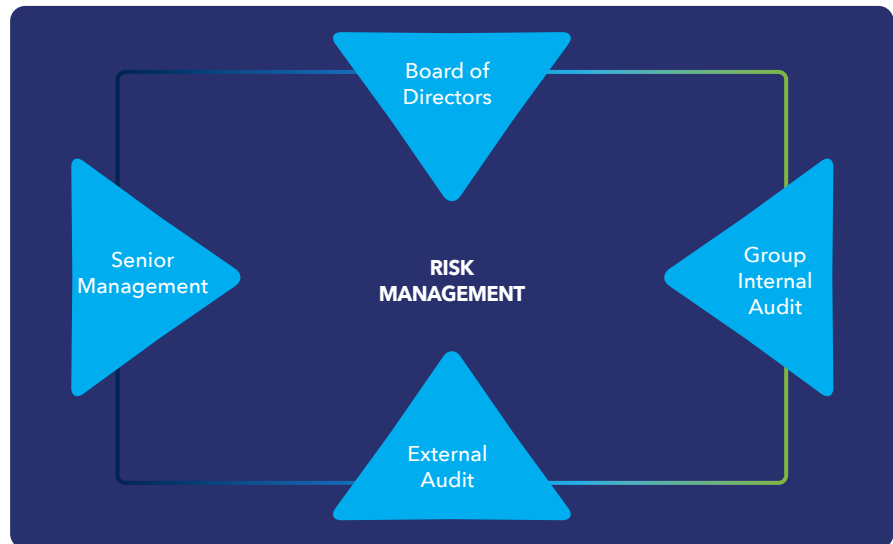 Board of
Directors
Senior
Management
RISK
MANAGEMENT
Group
Internal
Audit
External
Audit